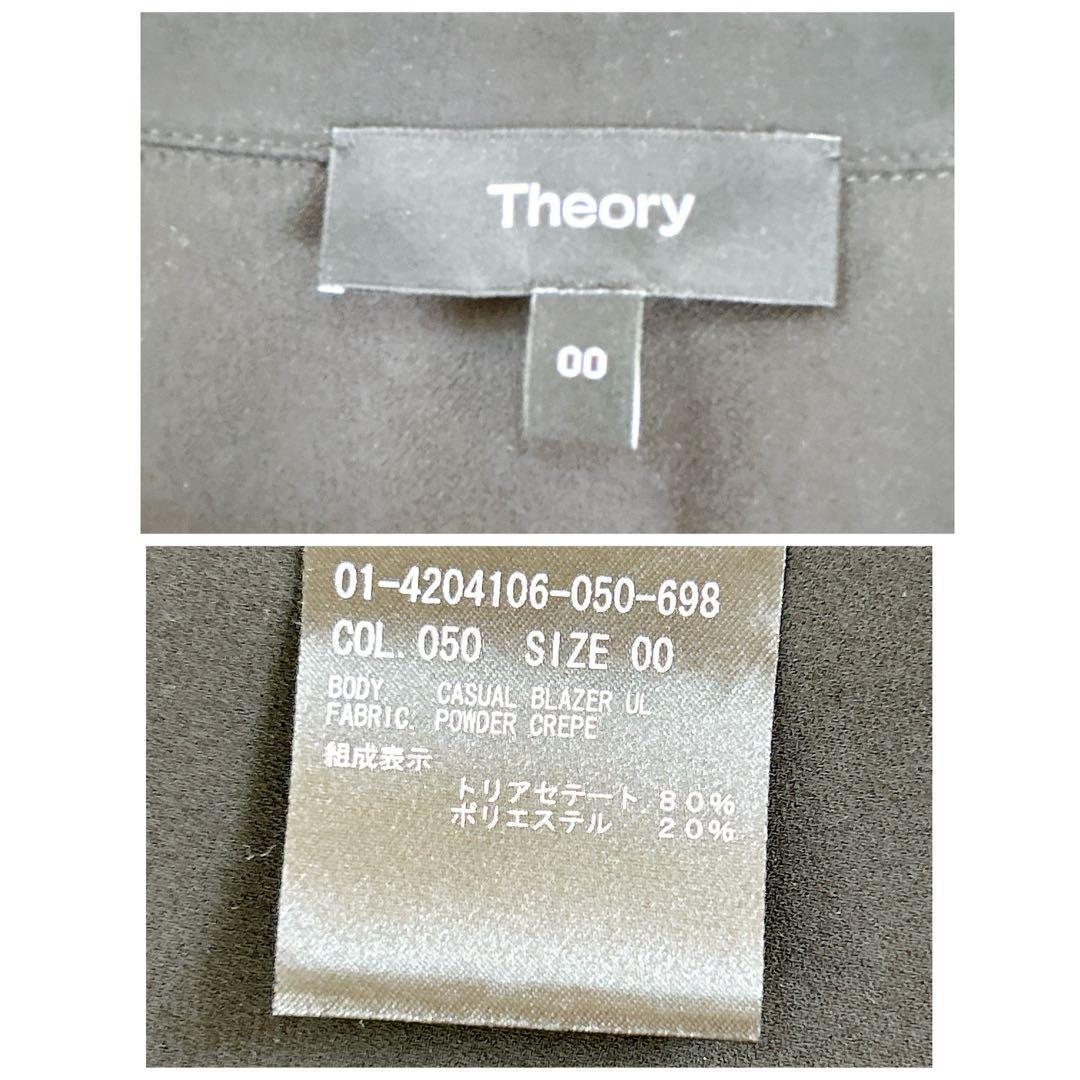 Theory
00
01-4204106-050-698
COL. 050 SIZE 00
BODY. CASUAL BLAZER UL
FABRIC. POWDER CREPE
組成表示
トリアセテート 80%
ポリエステル 20%